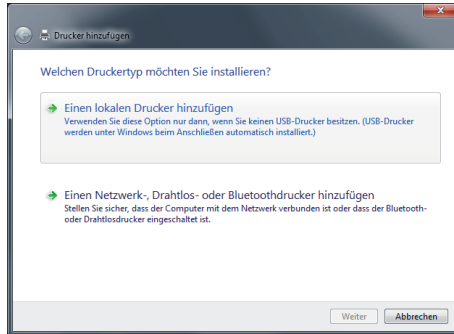 Drucker hinzufügen
Welchen Druckertyp möchten Sie installieren?
Einen lokalen Drucker hinzufügen
Verwenden Sie diese Option nur dann, wenn Sie keinen USB-Drucker besitzen. (USB-Drucker
werden unter Windows beim Anschließen automatisch installiert.)
Einen Netzwerk-, Drahtlos- oder Bluetoothdrucker hinzufügen
Stellen Sie sicher, dass der Computer mit dem Netzwerk verbunden ist oder dass der Bluetooth-
oder Drahtlosdrucker eingeschaltet ist.
Weiter Abbrechen